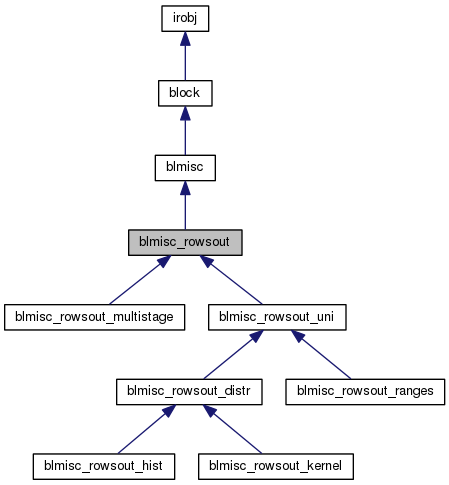 irobj
block
blmisc
blmisc_rowsout
blmisc_rowsout_multistage
blmisc_rowsout_uni
blmisc_rowsout_distr
blmisc_rowsout_ranges
blmisc_rowsout_hist
blmisc_rowsout_kernel